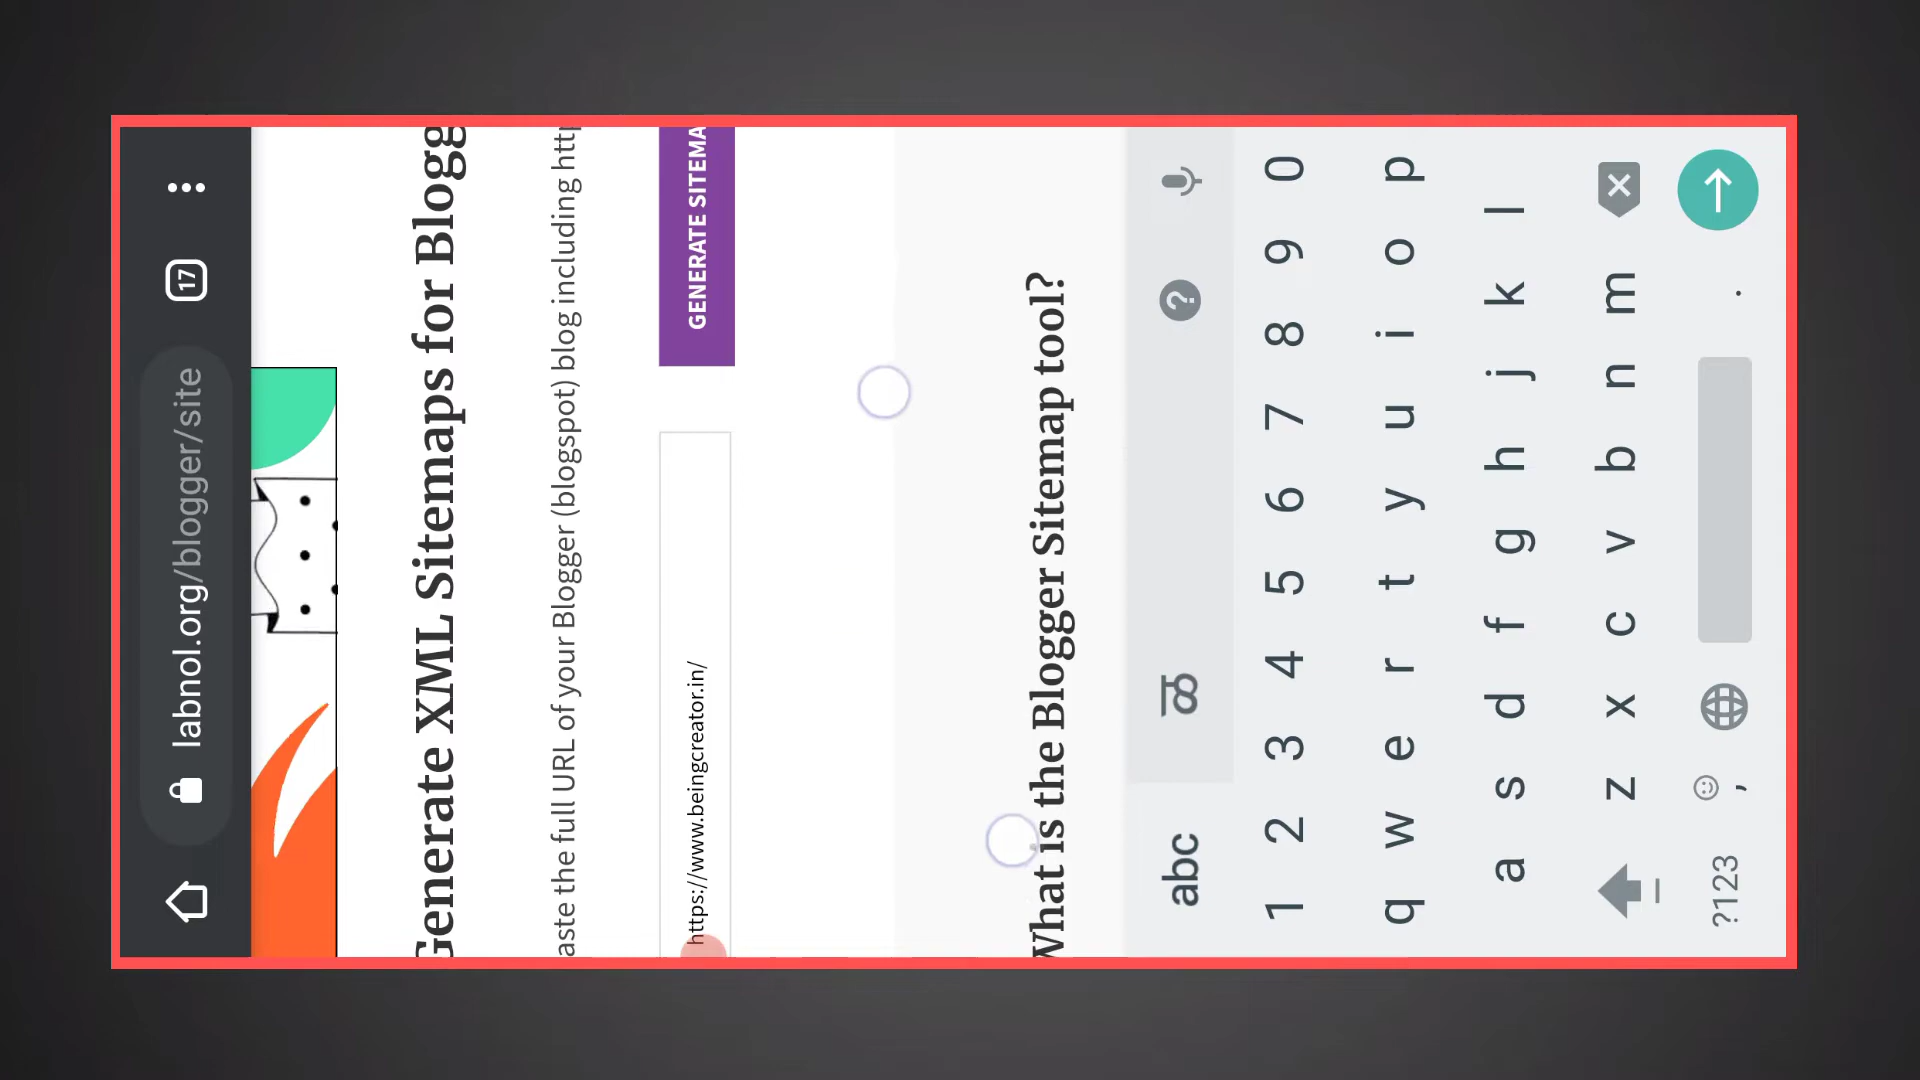 labnol.org/blogger/site
17
Generate XML Sitemaps for Blogg
aste the full URL of your Blogger (blogspot) blog including http
https://www.beingcreator.in/
GENERATE SITEMA
What is the Blogger Sitemap tool?
abc
1 2 3 4 5 6 7 8 9 0
q w e r t y u i o p
a s d f g h j k l
z x c v b n m
?123 , .